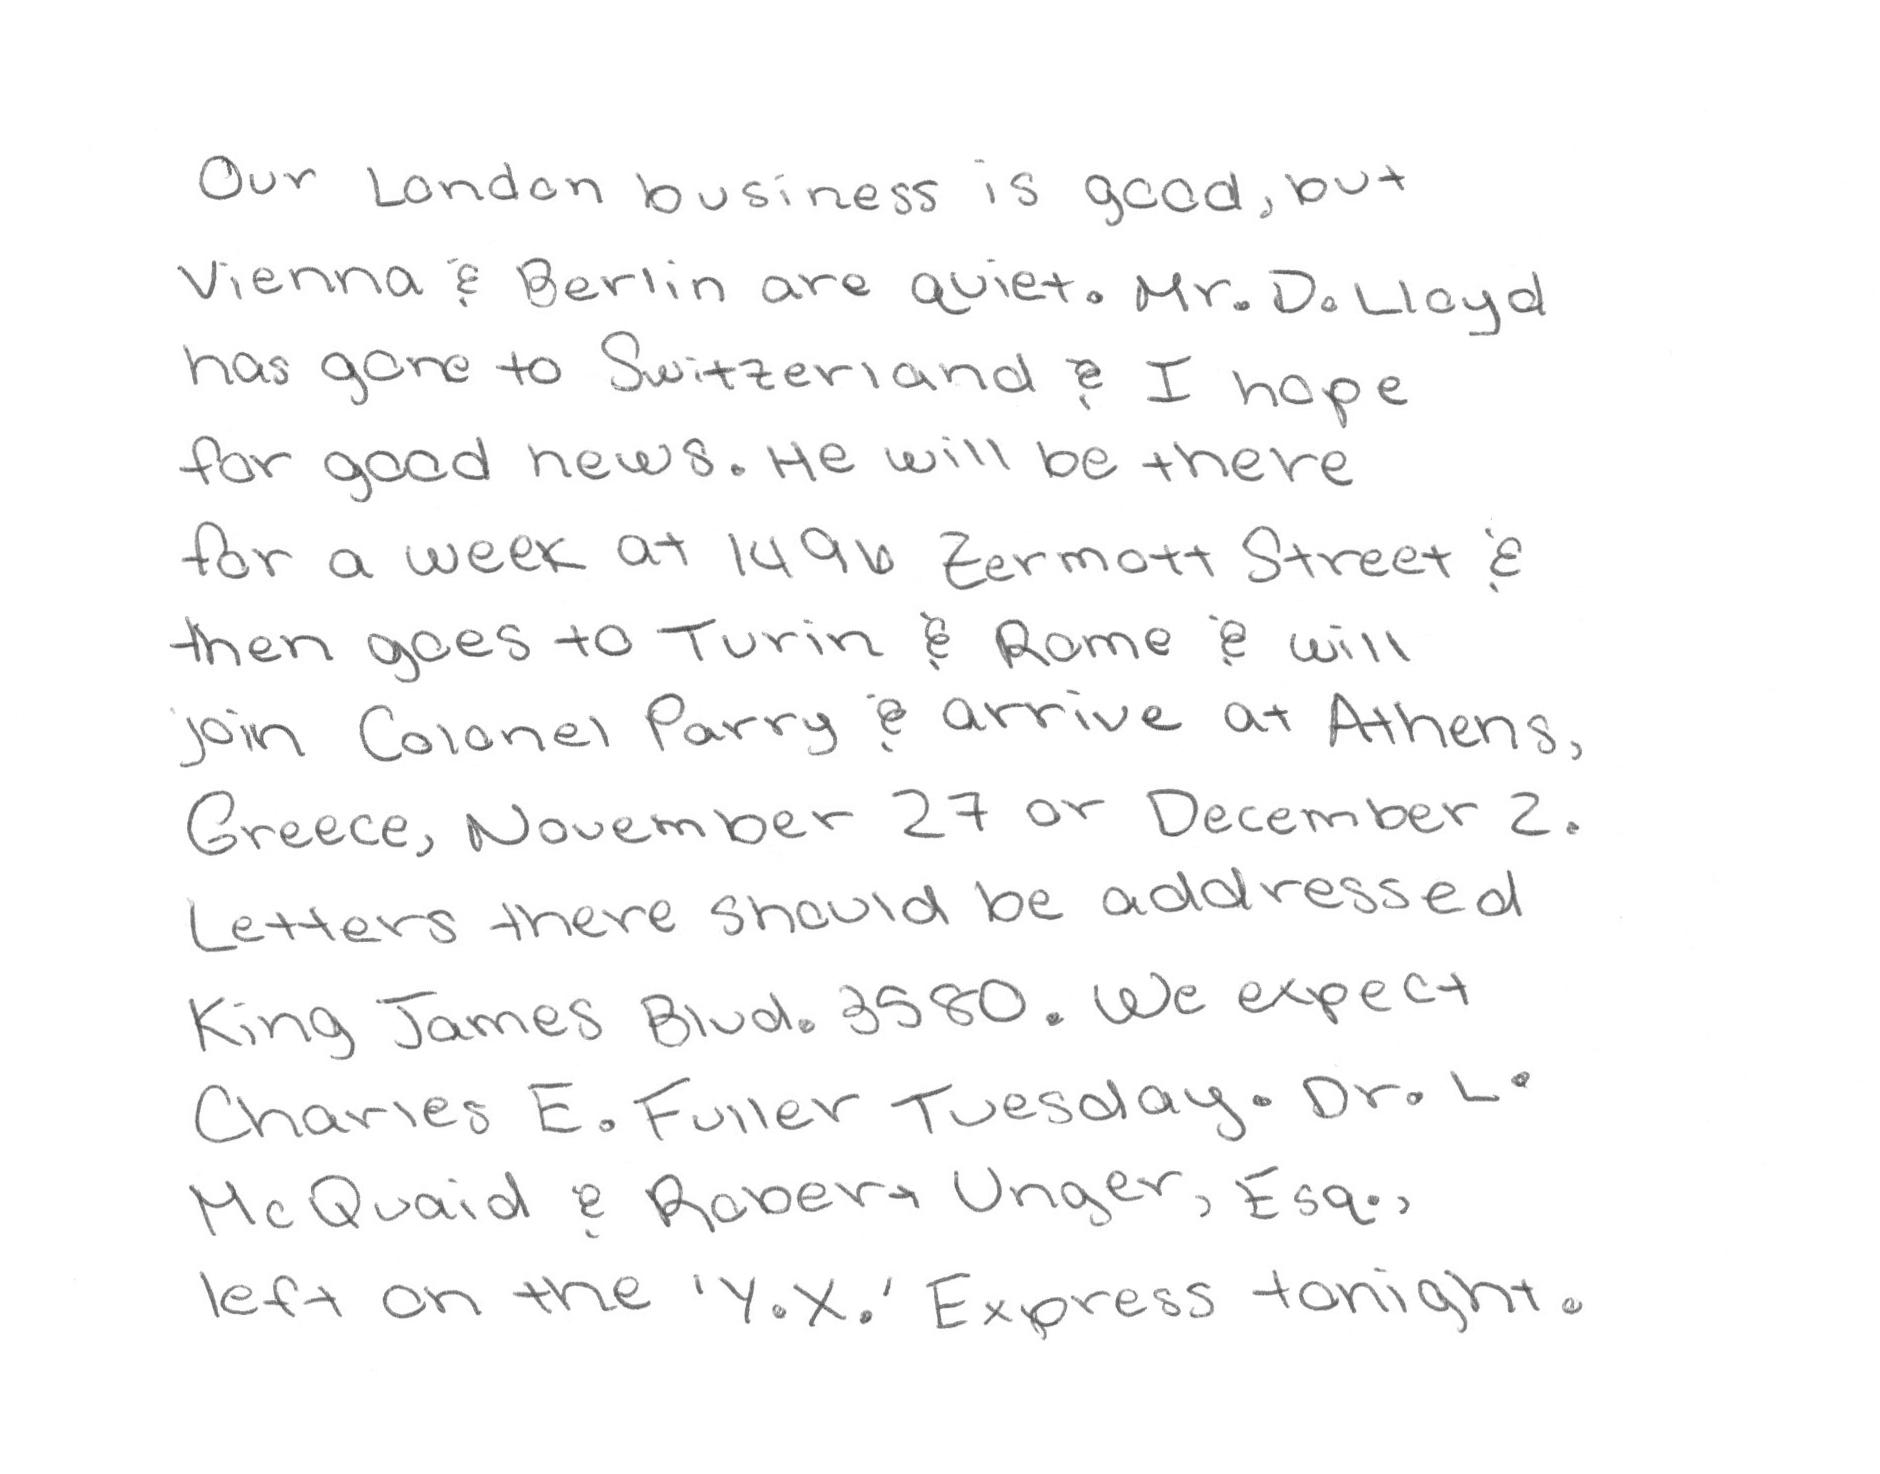 Our London business is good, but
Vienna & Berlin are quiet. Mr. D. Lloyd
has gone to Switzerland & I hope
for good news. He will be there
for a week at 1496 Zermott Street &
then goes to Turin & Rome & will
join Colonel Parry & arrive at Athens,
Greece, November 27 or December 2.
Letters there should be addressed
King James Blvd. 3580. We expect
Charles E. Fuller Tuesday. Dr. L.
McQuaid & Robert Unger, Esq.,
left on the 'Y.X.' Express tonight.